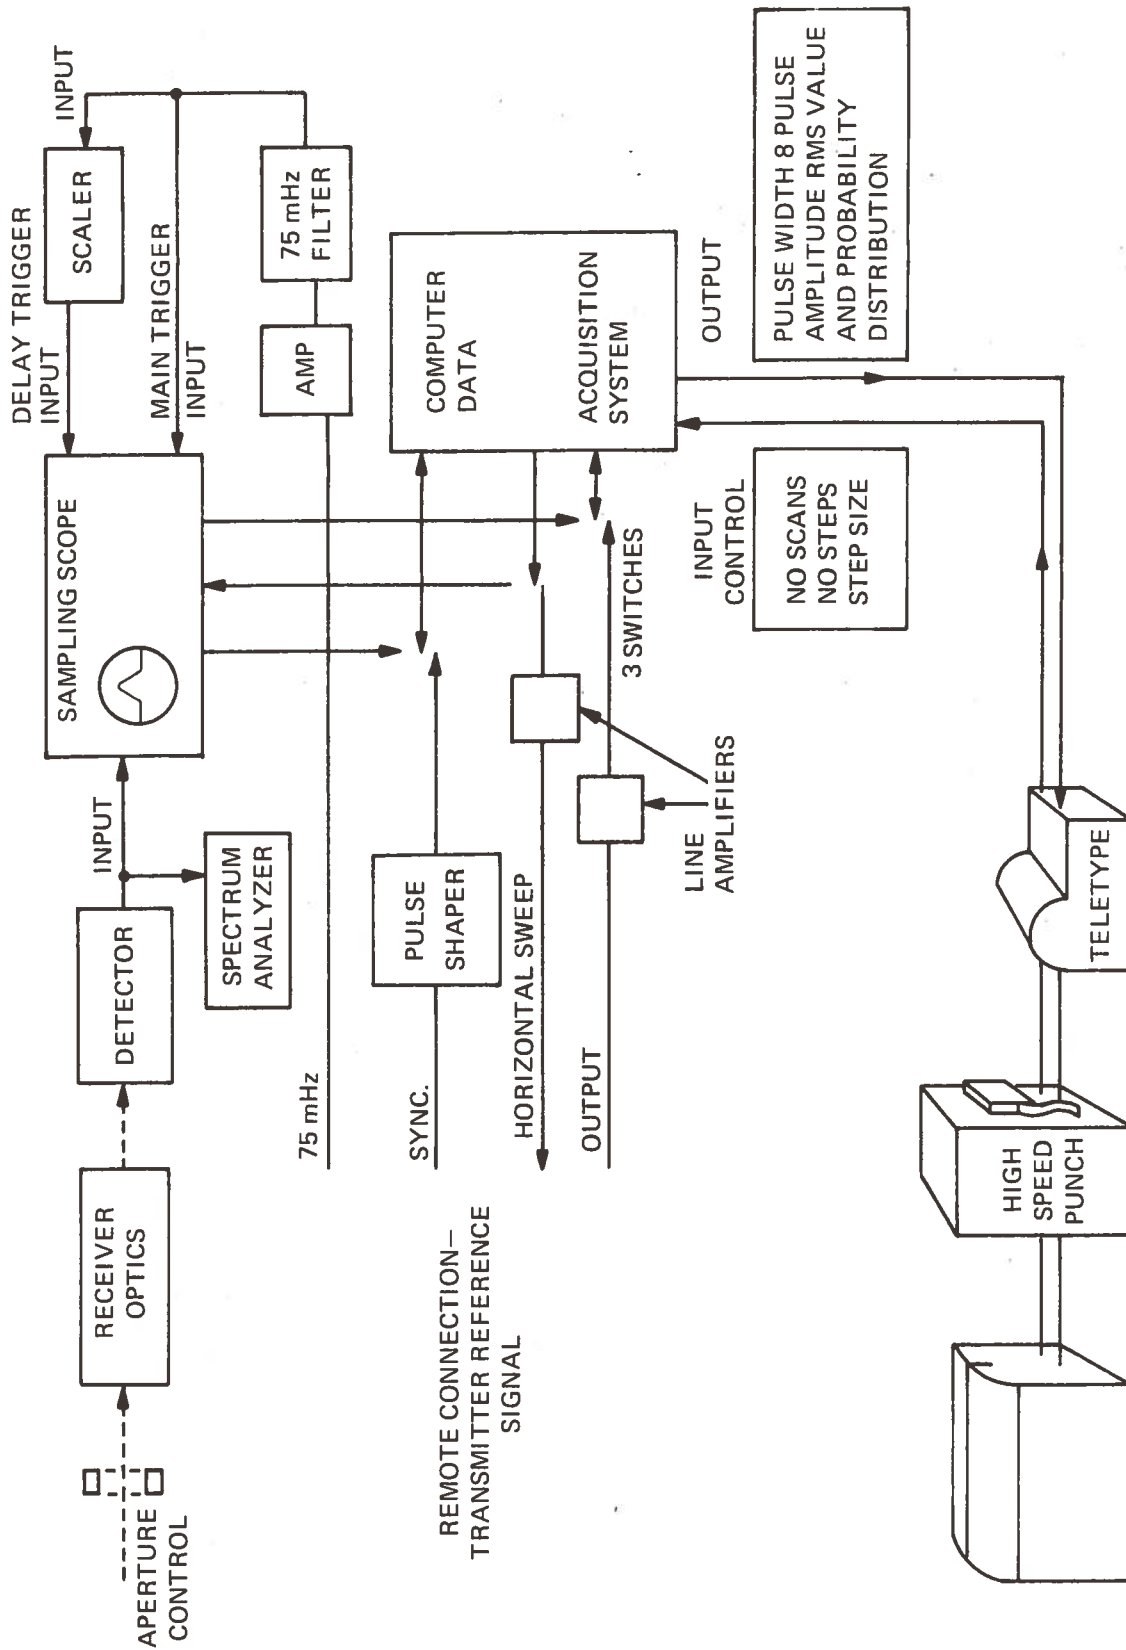 APERTURE
CONTROL
RECEIVER
OPTICS
DETECTOR
INPUT
SPECTRUM
ANALYZER
SAMPLING SCOPE
DELAY TRIGGER
INPUT
SCALER
INPUT
MAIN TRIGGER
INPUT
75 mHz
AMP
75 mHz
FILTER
REMOTE CONNECTION—
TRANSMITTER REFERENCE
SIGNAL
SYNC.
PULSE
SHAPER
HORIZONTAL SWEEP
OUTPUT
LINE
AMPLIFIERS
3 SWITCHES
COMPUTER
DATA
ACQUISITION
SYSTEM
INPUT
CONTROL
OUTPUT
NO SCANS
NO STEPS
STEP SIZE
PULSE WIDTH 8 PULSE
AMPLITUDE RMS VALUE
AND PROBABILITY
DISTRIBUTION
HIGH
SPEED
PUNCH
TELETYPE